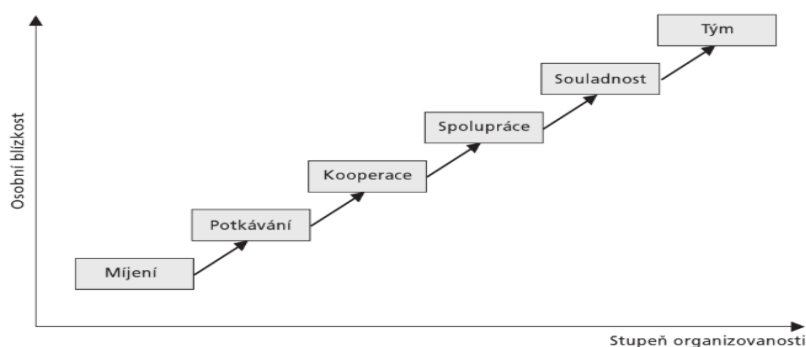 Tým
Souladnost
Spolupráce
Kooperace
Potkávání
Míjení
Osobní blízkost
Stupeň organizovanosti